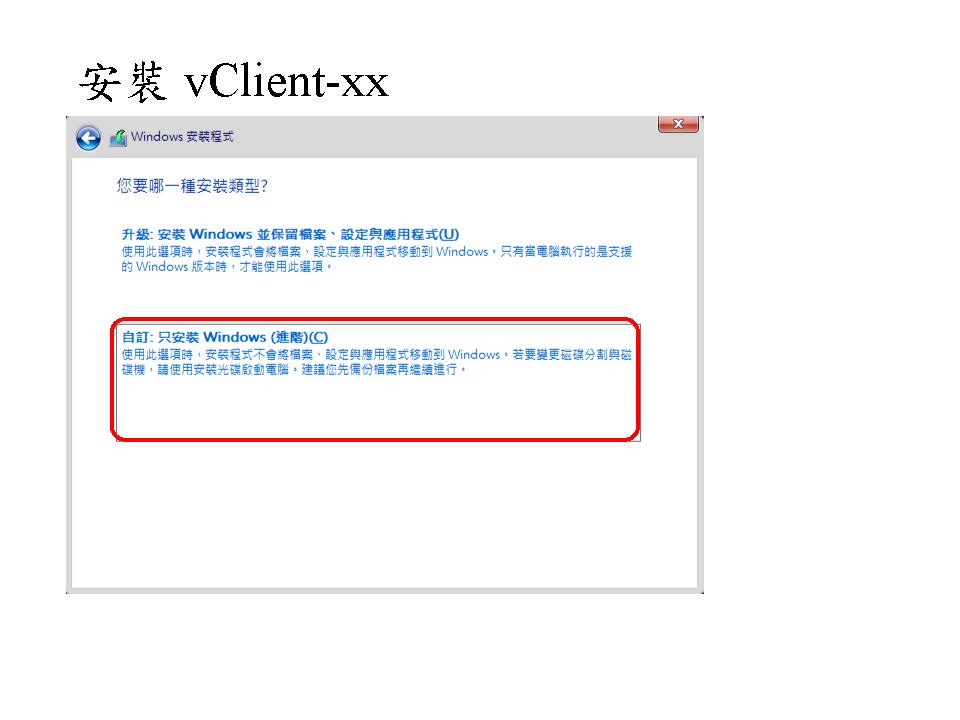 安裝 vClient-xx
Windows 安裝程式
您要哪一種安裝類型?
升級: 安裝 Windows 並保留檔案、設定與應用程式(U)
使用此選項時，安裝程式會將檔案、設定與應用程式移動到 Windows。只有當電腦執行的是支援
的 Windows 版本時，才能使用此選項。
自訂: 只安裝 Windows (進階)(C)
使用此選項時，安裝程式不會將檔案、設定與應用程式移動到 Windows。若要變更磁碟分割與磁
碟機，請使用安裝光碟啟動電腦。建議您先備份檔案再繼續進行。